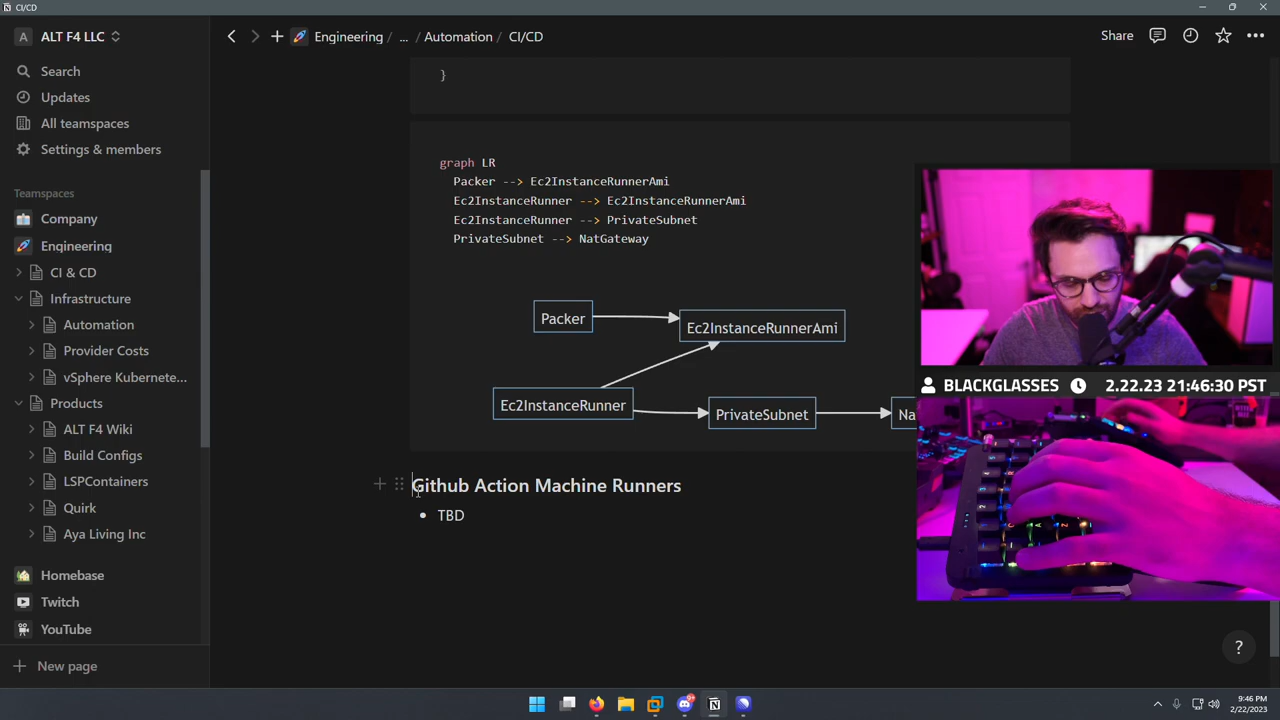 CI/CD
A ALT F4 LLC
Engineering / ... / Automation / CI/CD
Share
Search
Updates
All teamspaces
Settings & members
Teamspaces
Company
Engineering
CI & CD
Infrastructure
Automation
Provider Costs
vSphere Kubernete...
Products
ALT F4 Wiki
Build Configs
LSPContainers
Quirk
Aya Living Inc
Homebase
Twitch
YouTube
New page
}
graph LR
Packer --> Ec2InstanceRunnerAmi
Ec2InstanceRunner --> Ec2InstanceRunnerAmi
Ec2InstanceRunner --> PrivateSubnet
PrivateSubnet --> NatGateway
Packer
Ec2InstanceRunnerAmi
Ec2InstanceRunner
PrivateSubnet
Na
Github Action Machine Runners
• TBD
BLACKGLASSES 2.22.23 21:46:30 PST
?
9:46 PM
2/22/2023